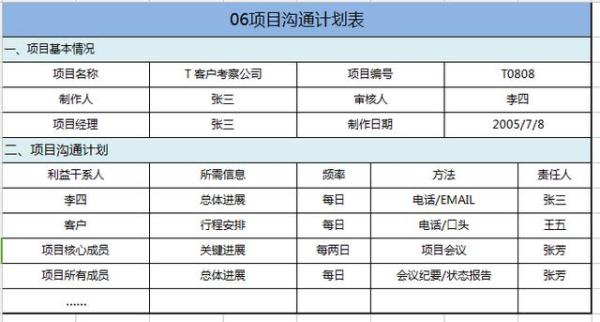 06项目沟通计划表
一、项目基本情况
项目名称 T 客户考察公司 项目编号 T0808
制作人 张三 审核人 李四
项目经理 张三 制作日期 2005/7/8
二、项目沟通计划
利益干系人 所需信息 频率 方法 责任人
李四 总体进展 每日 电话/EMAIL 张三
客户 行程安排 每日 电话/口头 王五
项目核心成员 关键进展 每两日 项目会议 张芳
项目所有成员 总体进展 每日 会议纪要/状态报告 张芳
……